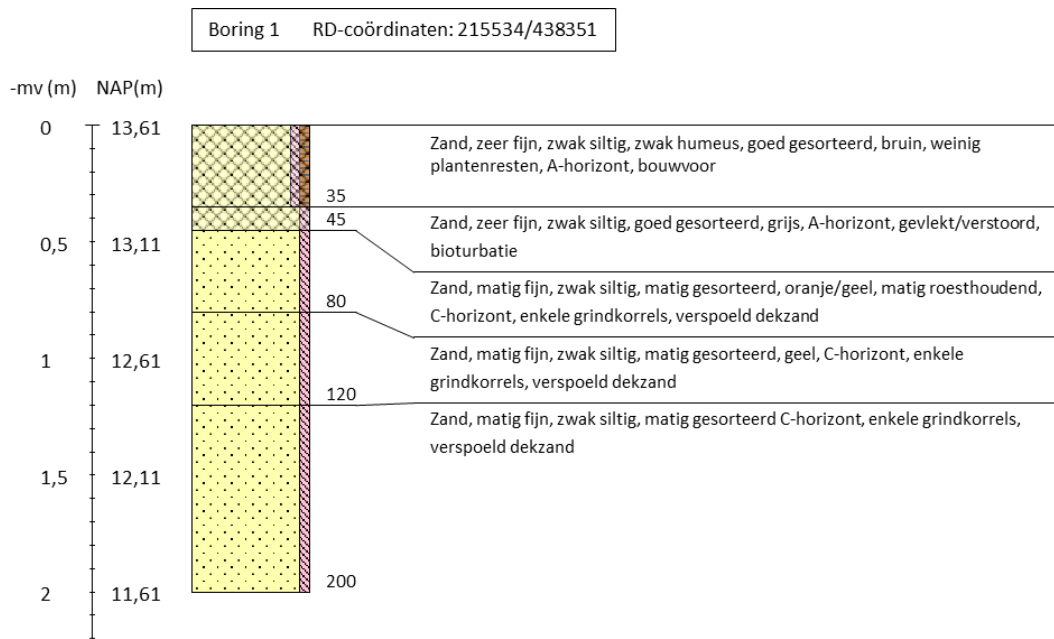 Boring 1 RD-coördinaten: 215534/438351
-mv (m) NAP(m)
0 13,61
Zand, zeer fijn, zwak siltig, zwak humeus, goed gesorteerd, bruin, weinig
plantenresten, A-horizont, bouwvoor
35
45
Zand, zeer fijn, zwak siltig, goed gesorteerd, grijs, A-horizont, gevlekt/verstoord,
0,5 13,11
bioturbatie
Zand, matig fijn, zwak siltig, matig gesorteerd, oranje/geel, matig roesthoudend,
80
C-horizont, enkele grindkorrels, verspoeld dekzand
1 12,61
Zand, matig fijn, zwak siltig, matig gesorteerd, geel, C-horizont, enkele
grindkorrels, verspoeld dekzand
120
Zand, matig fijn, zwak siltig, matig gesorteerd C-horizont, enkele grindkorrels,
verspoeld dekzand
1,5 12,11
200
2 11,61